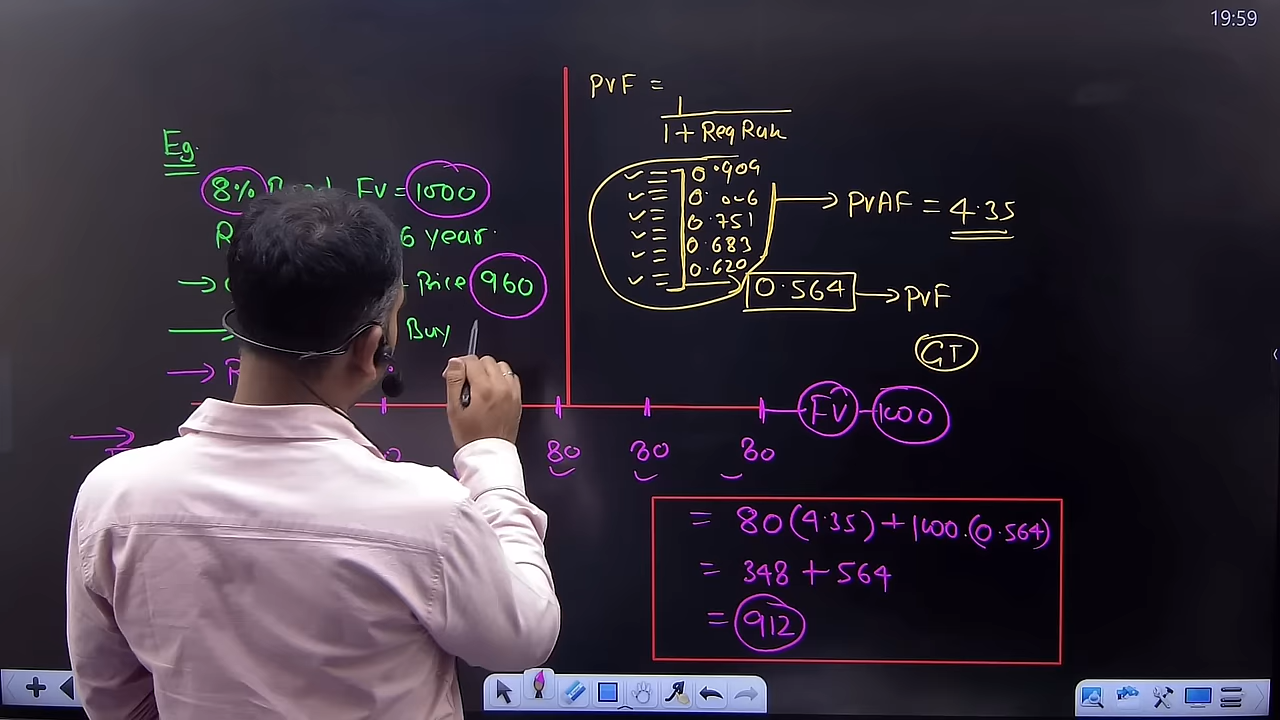 19:59
Eg.
8% FV = 1000
6 year.
Price 960
Buy
PVF =
1
1 + Req Run
0.909
0.
0.751
0.683
0.620
0.564 → PVF
PVAF = 4.35
GT
FV - 1000
80 80 80
= 80(4.35) + 1000.(0.564)
= 348 + 564
= 912